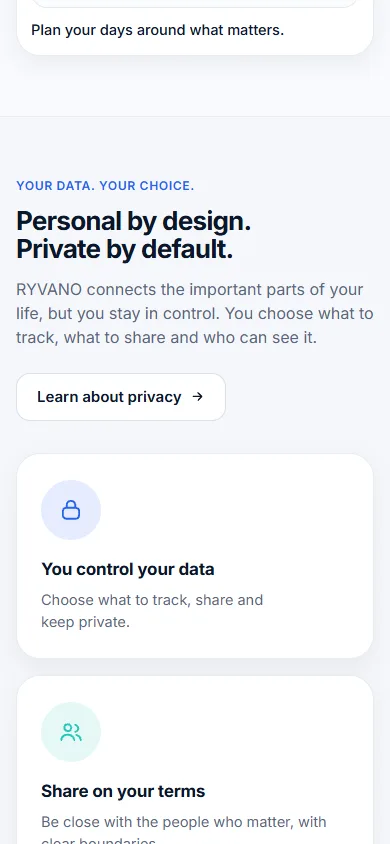 Plan your days around what matters.
YOUR DATA. YOUR CHOICE.
Personal by design.
Private by default.
RYVANO connects the important parts of your
life, but you stay in control. You choose what to
track, what to share and who can see it.
Learn about privacy →
You control your data
Choose what to track, share and
keep private.
Share on your terms
Be close with the people who matter, with
clear boundaries.